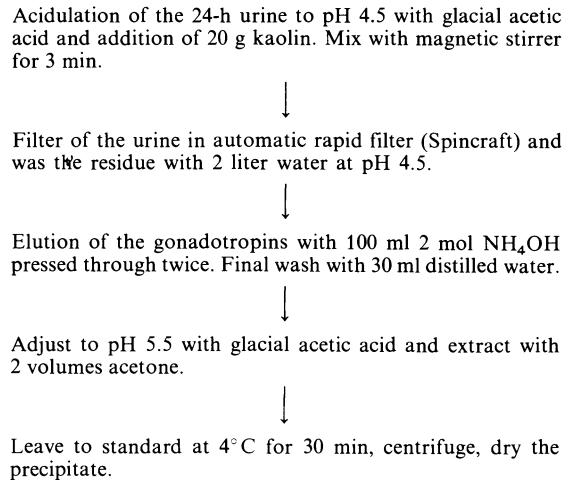 Acidulation of the 24-h urine to pH 4.5 with glacial acetic
acid and addition of 20 g kaolin. Mix with magnetic stirrer
for 3 min.
↓
Filter of the urine in automatic rapid filter (Spincraft) and
was the residue with 2 liter water at pH 4.5.
↓
Elution of the gonadotropins with 100 ml 2 mol NH₄OH
pressed through twice. Final wash with 30 ml distilled water.
↓
Adjust to pH 5.5 with glacial acetic acid and extract with
2 volumes acetone.
↓
Leave to standard at 4°C for 30 min, centrifuge, dry the
precipitate.